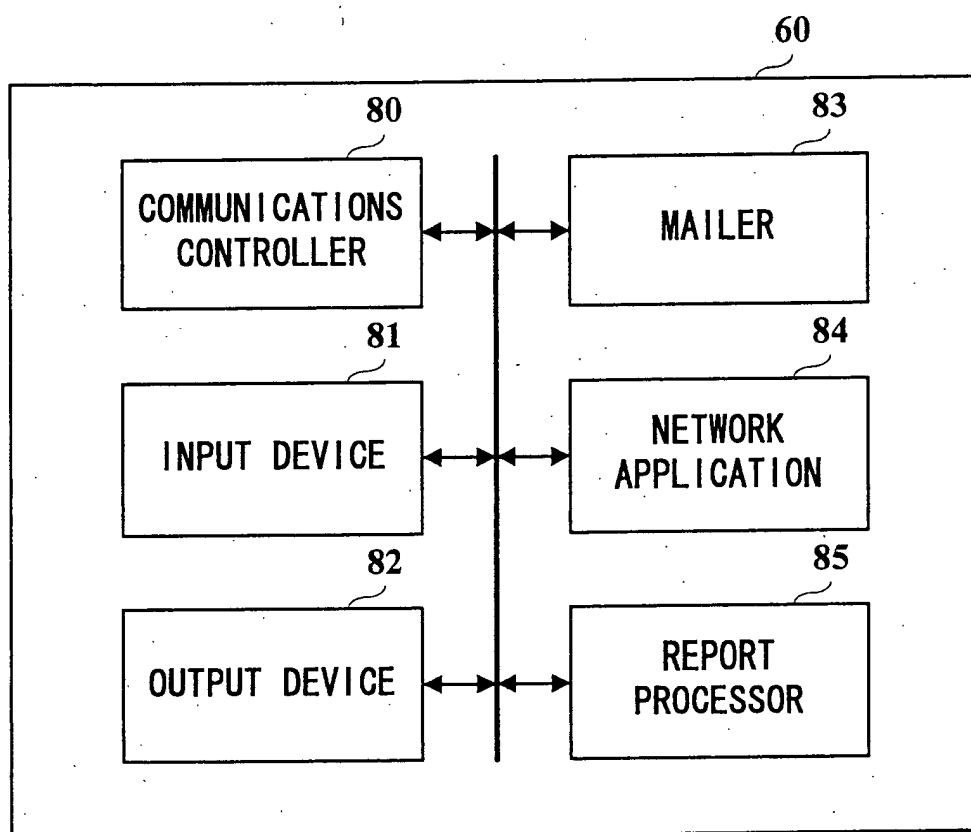 60
80
COMMUNICATIONS
CONTROLLER
83
MAILER
81
INPUT DEVICE
84
NETWORK
APPLICATION
82
OUTPUT DEVICE
85
REPORT
PROCESSOR